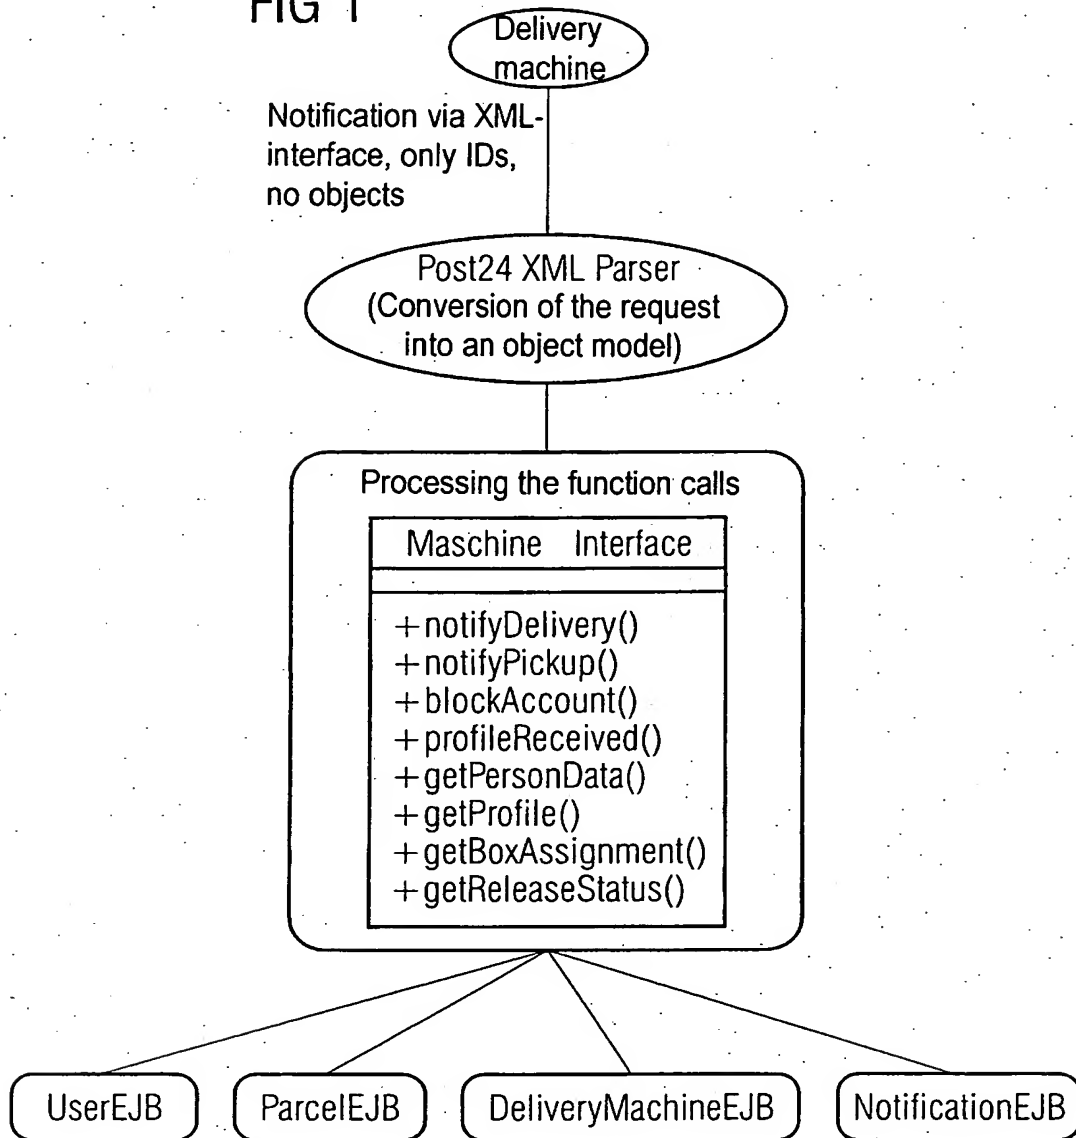 FIG 1
Delivery
machine
Notification via XML-
interface, only IDs,
no objects
Post24 XML Parser
(Conversion of the request
into an object model)
Processing the function calls
Maschine Interface
+notifyDelivery()
+notifyPickup()
+blockAccount()
+profileReceived()
+getPersonData()
+getProfile()
+getBoxAssignment()
+getReleaseStatus()
UserEJB ParcelEJB DeliveryMachineEJB NotificationEJB